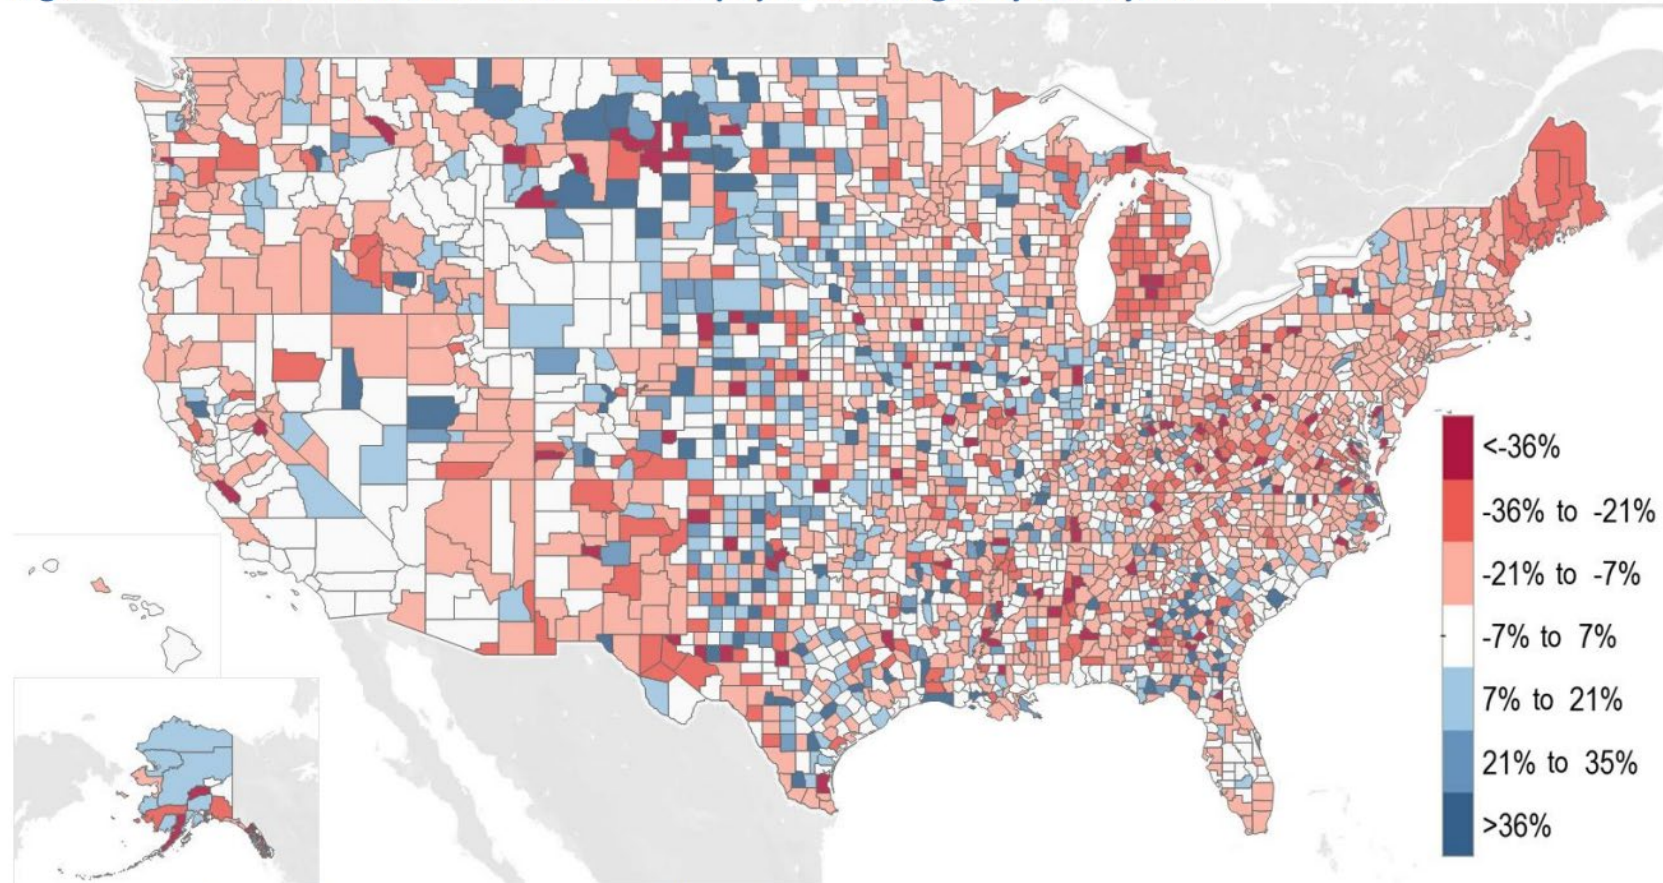 <-36%
-36% to -21%
-21% to -7%
-7% to 7%
7% to 21%
21% to 35%
>36%